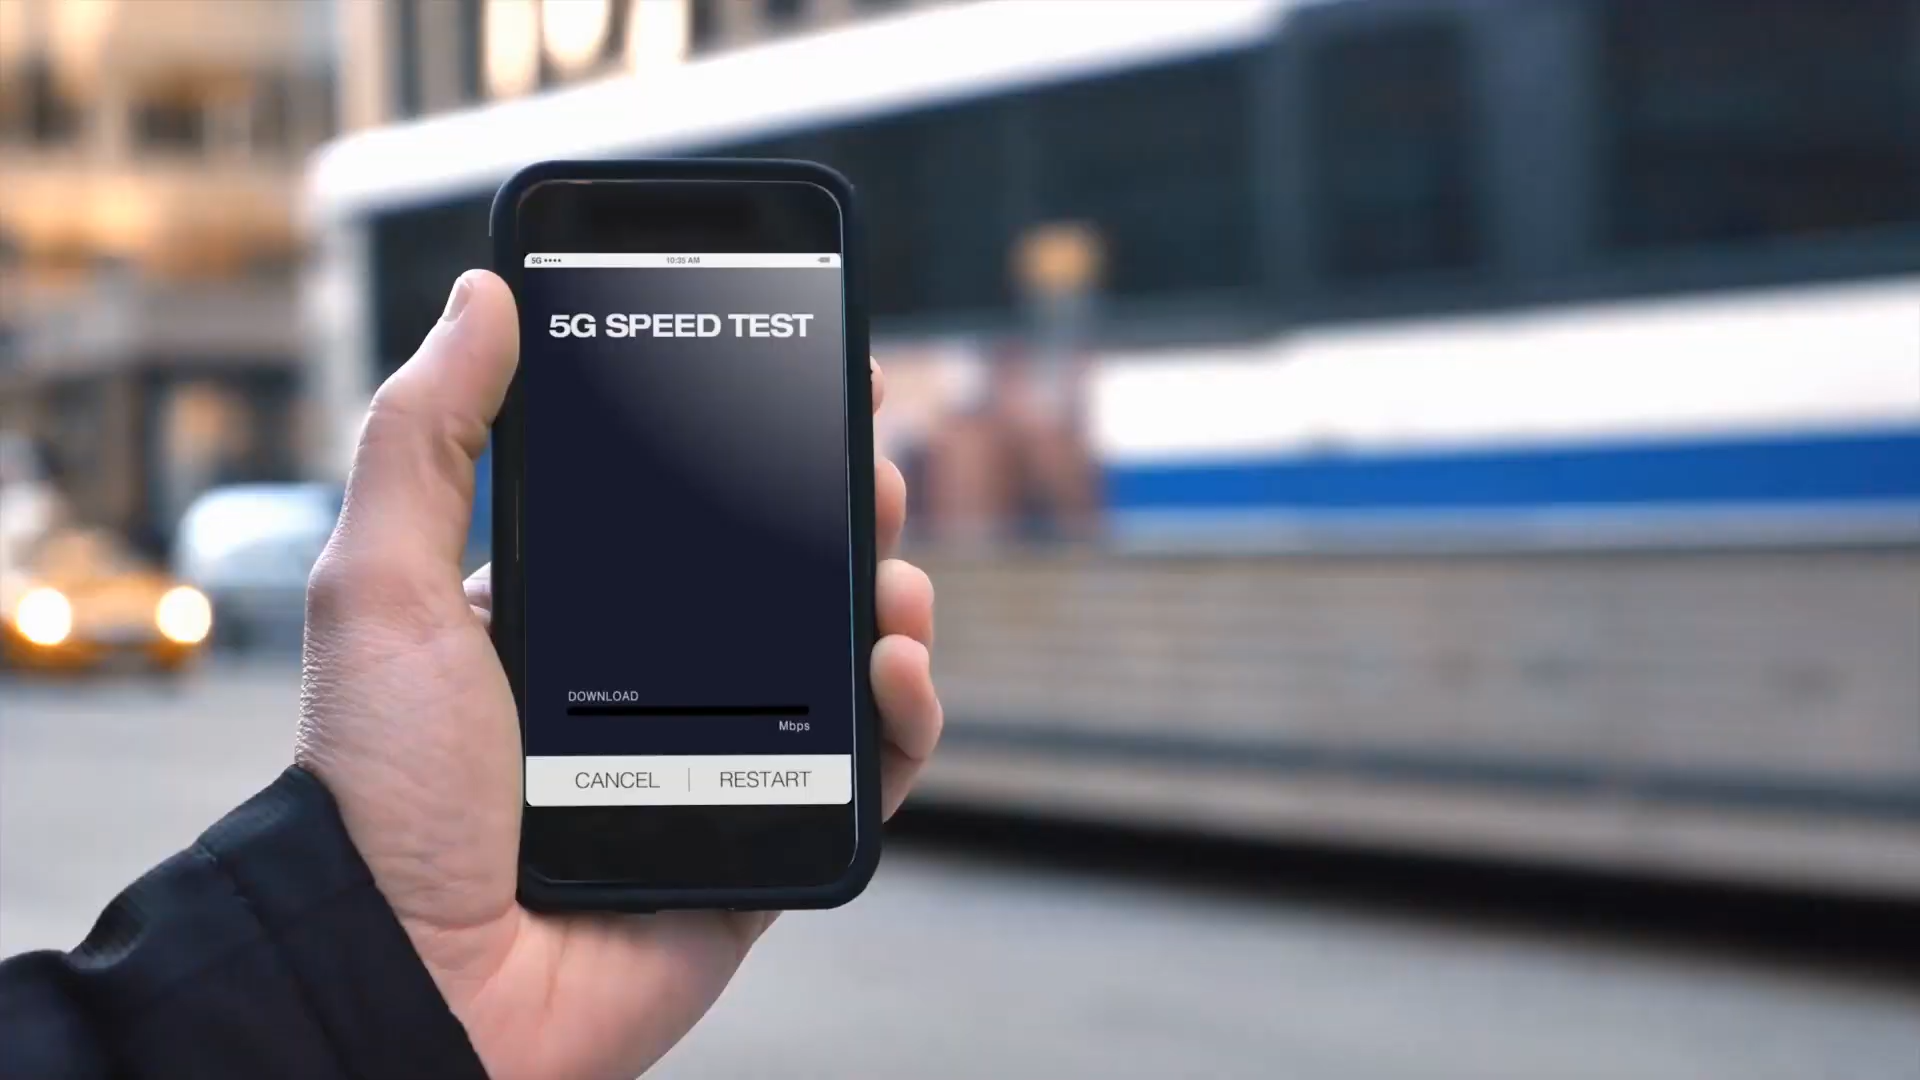 5G 10:35 AM
5G SPEED TEST
DOWNLOAD
Mbps
CANCEL | RESTART